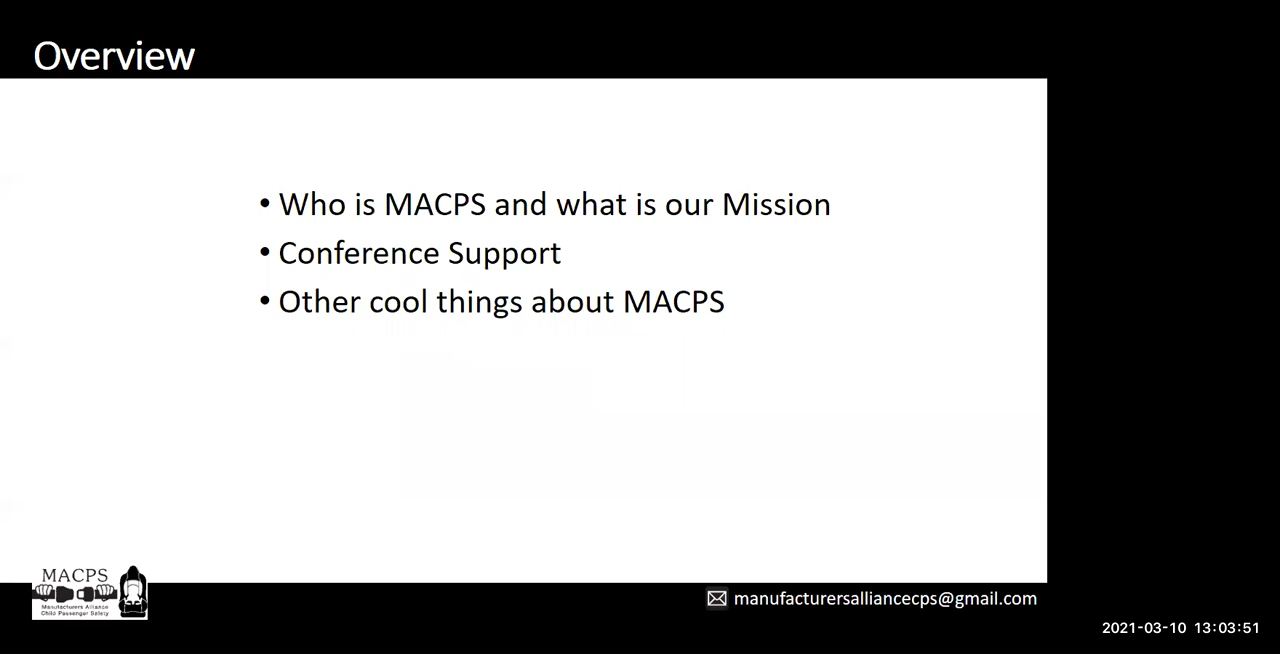 Overview
• Who is MACPS and what is our Mission
• Conference Support
• Other cool things about MACPS
MACPS
Manufacturers Alliance
Child Passenger Safety
manufacturersalliancecps@gmail.com
2021-03-10 13:03:51